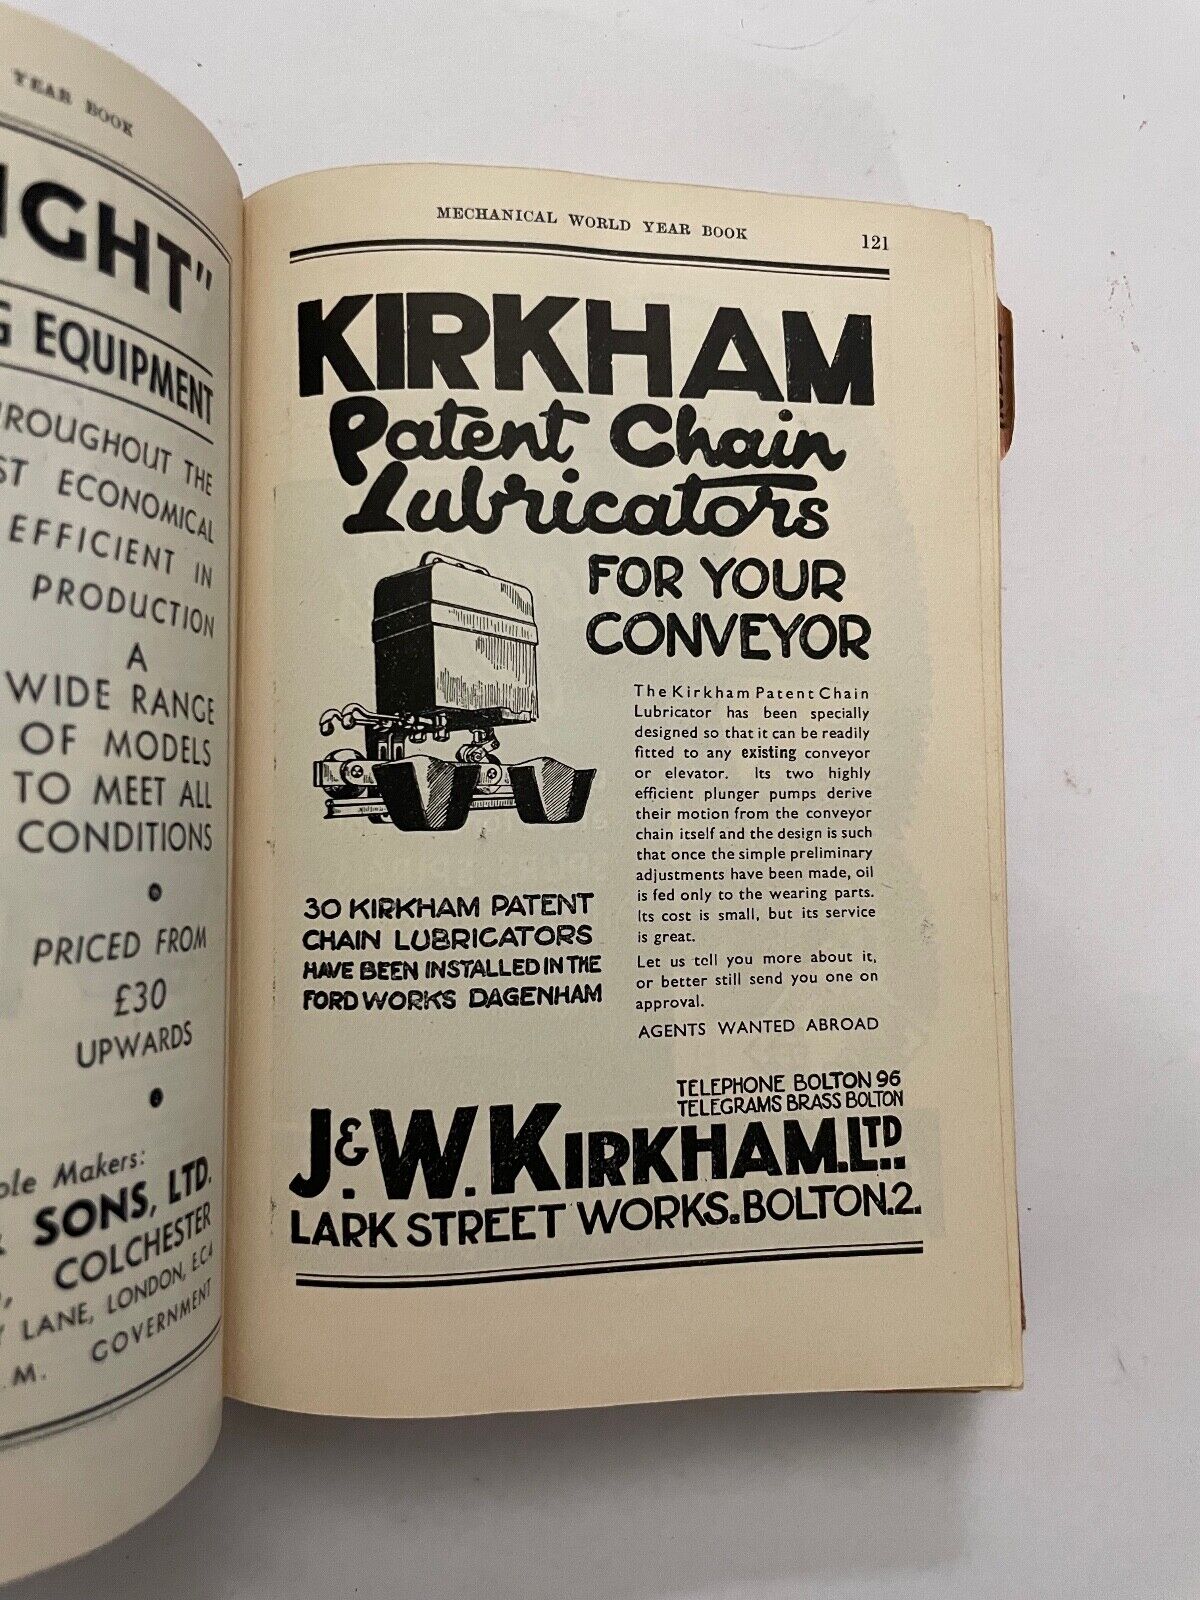 YEAR BOOK
IGHT"
G EQUIPMENT
THE
ECONOMICAL
EFFICIENT IN
PRODUCTION
A
WIDE RANGE
OF MODELS
TO MEET ALL
CONDITIONS
PRICED FROM
£30
UPWARDS
Makers:
& SONS, LTD.
COLCHESTER
LANE, LONDON, E.C.4
GOVERNMENT
MECHANICAL WORLD YEAR BOOK 121
KIRKHAM
Patent Chain
Lubricators
FOR YOUR
CONVEYOR
The Kirkham Patent Chain
Lubricator has been specially
designed so that it can be readily
fitted to any existing conveyor
or elevator. Its two highly
efficient plunger pumps derive
their motion from the conveyor
chain itself and the design is such
that once the simple preliminary
adjustments have been made, oil
is fed only to the wearing parts.
Its cost is small, but its service
is great.
Let us tell you more about it,
or better still send you one on
approval.
AGENTS WANTED ABROAD
30 KIRKHAM PATENT
CHAIN LUBRICATORS
HAVE BEEN INSTALLED IN THE
FORD WORKS DAGENHAM
TELEPHONE BOLTON 96
TELEGRAMS BRASS BOLTON
J. & W. KIRKHAM. LTD.
LARK STREET WORKS. BOLTON. 2.